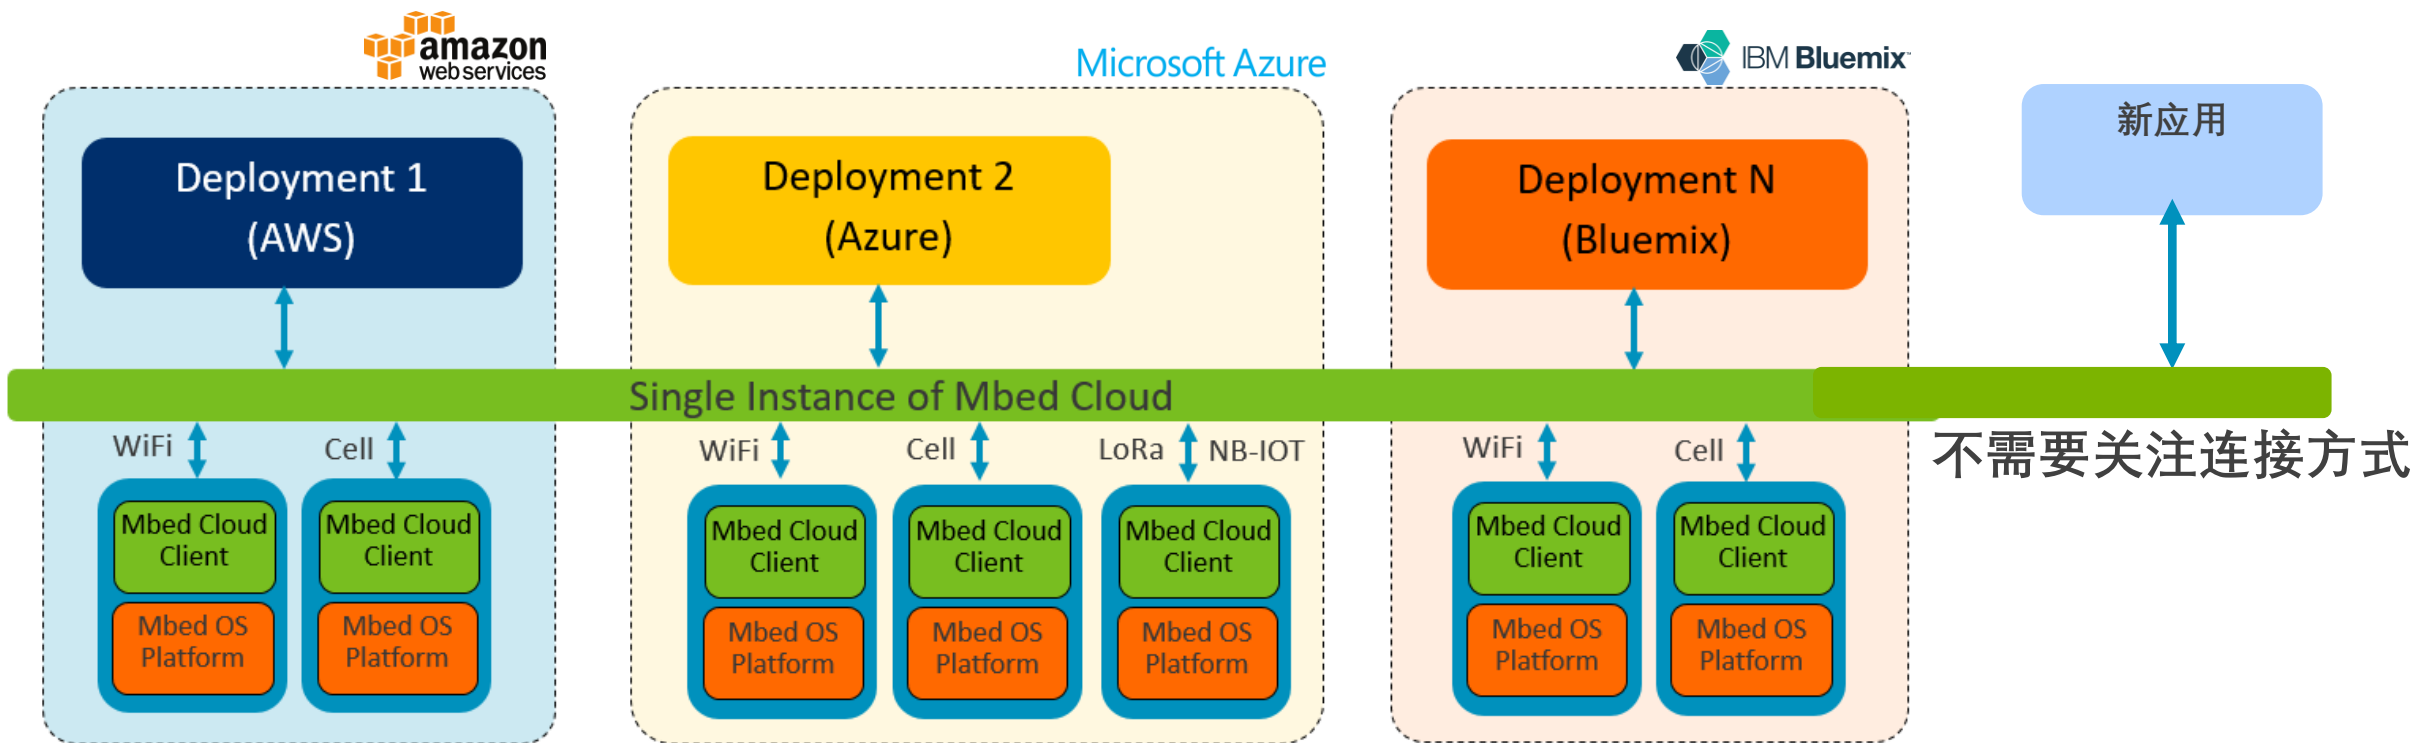 amazon
web services
Microsoft Azure
IBM Bluemix™
Deployment 1
(AWS)
Deployment 2
(Azure)
Deployment N
(Bluemix)
新应用
Single Instance of Mbed Cloud
WiFi
Cell
WiFi
Cell
LoRa
NB-IOT
WiFi
Cell
不需要关注连接方式
Mbed Cloud
Client
Mbed OS
Platform
Mbed Cloud
Client
Mbed OS
Platform
Mbed Cloud
Client
Mbed OS
Platform
Mbed Cloud
Client
Mbed OS
Platform
Mbed Cloud
Client
Mbed OS
Platform
Mbed Cloud
Client
Mbed OS
Platform
Mbed Cloud
Client
Mbed OS
Platform